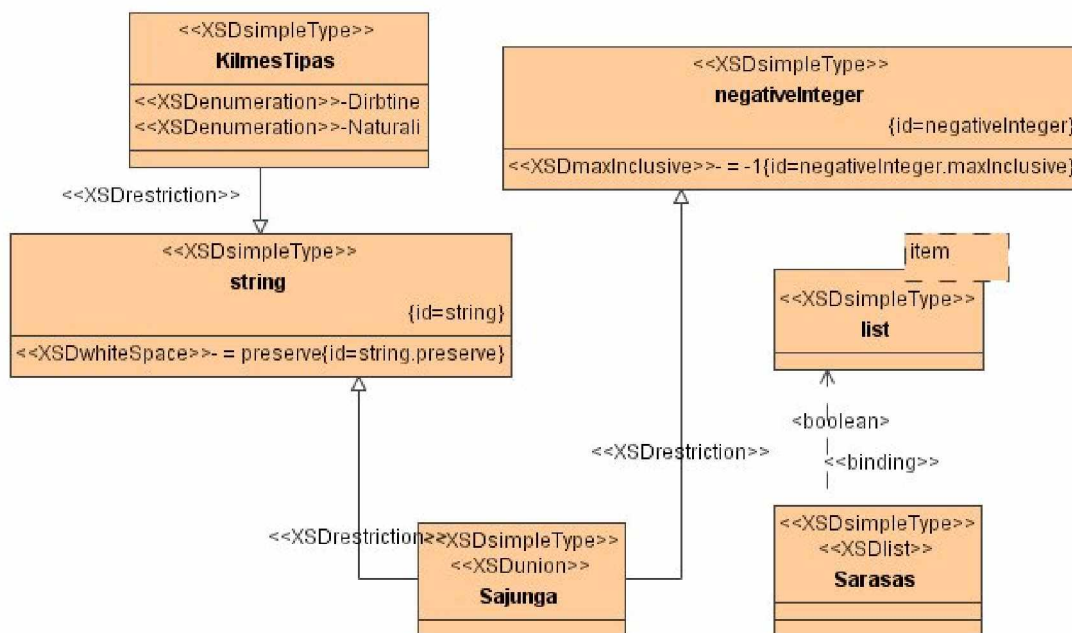 <<XSDsimpleType>>
KilmesTipas
<<XSDenumeration>>-Dirbtine
<<XSDenumeration>>-Naturali
<<XSDsimpleType>>
negativeInteger
{id=negativeInteger}
<<XSDmaxInclusive>>- = -1{id=negativeInteger.maxInclusive}
<<XSDrestriction>>
<<XSDsimpleType>>
string
{id=string}
<<XSDwhiteSpace>>- = preserve{id=string.preserve}
item
<<XSDsimpleType>>
list
<boolean>
<<binding>>
<<XSDrestriction>>
<<XSDrestriction>>
<<XSDsimpleType>>
<<XSDunion>>
Sajunga
<<XSDsimpleType>>
<<XSDlist>>
Sarasas